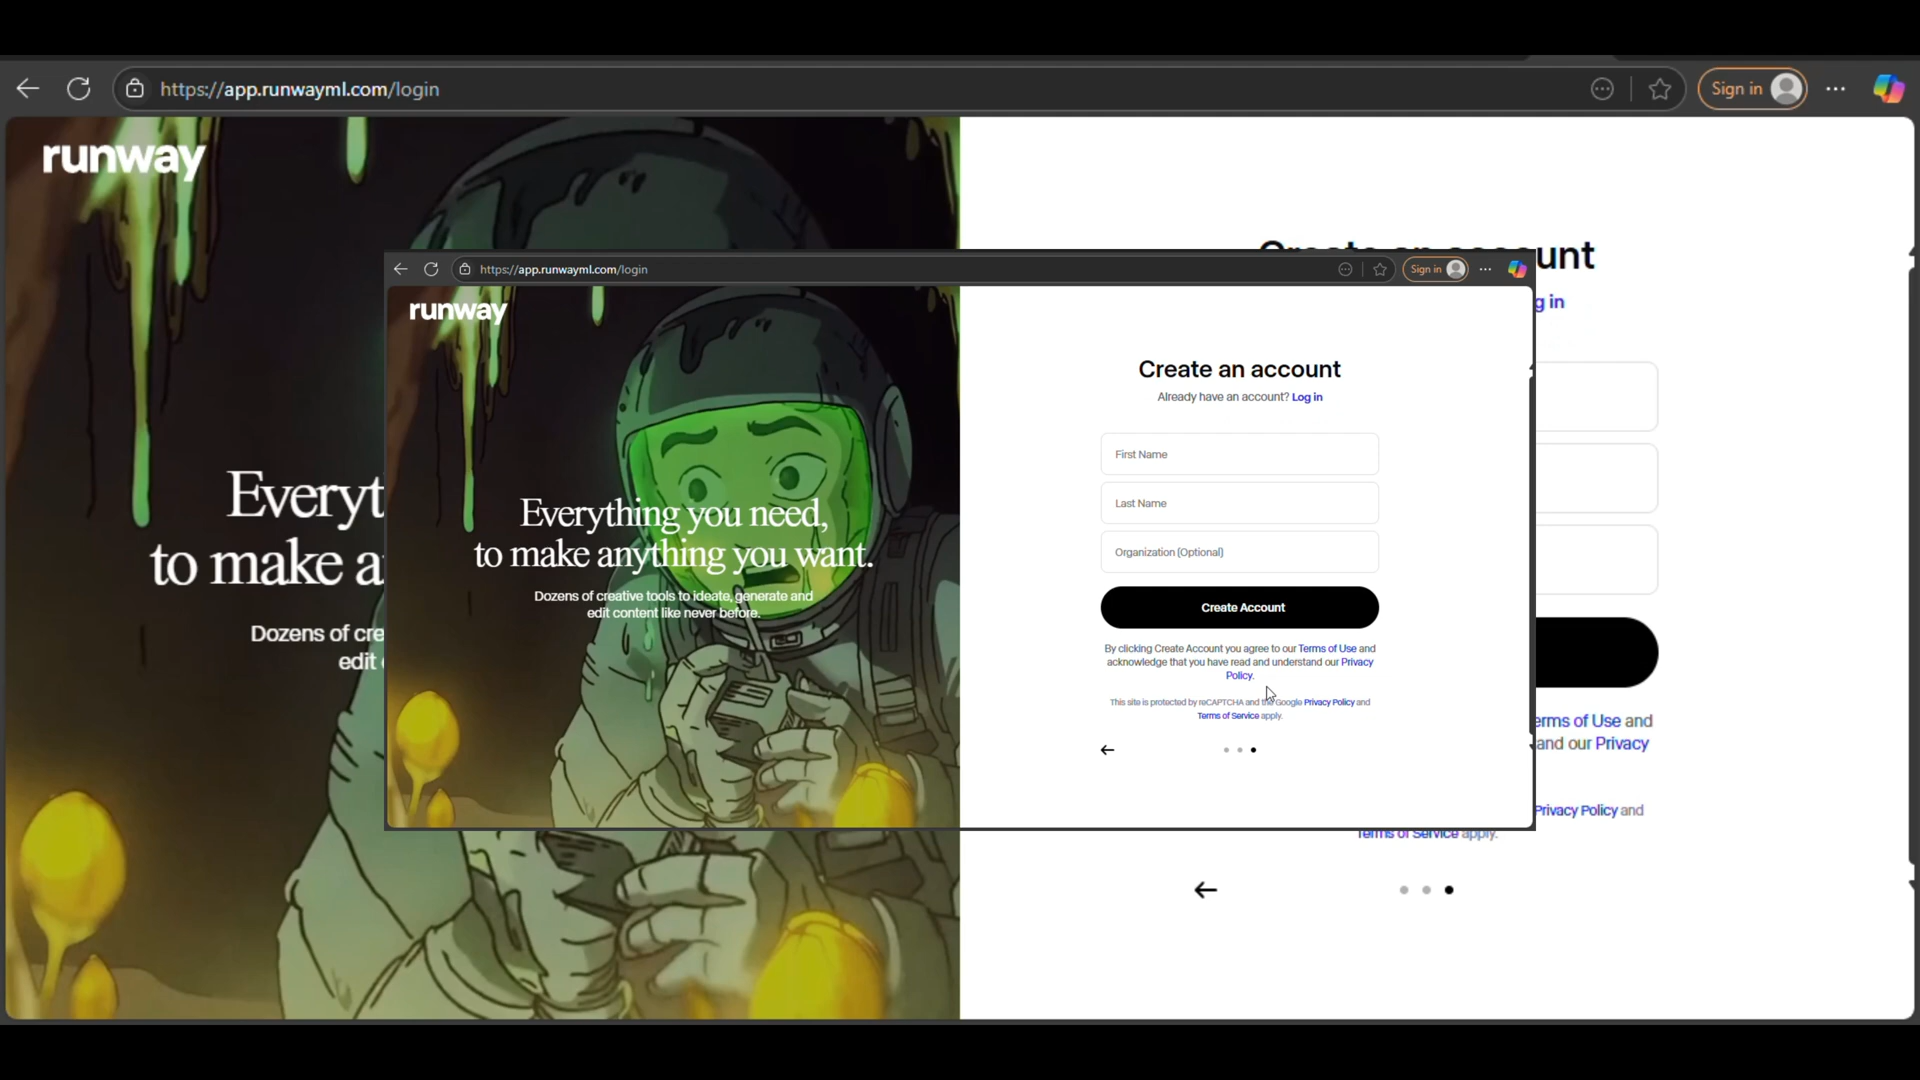 https://app.runwayml.com/login
Sign in
runway
unt
g in
Everyt
to make a
Dozens of cre
edit
erms of Use and
and our Privacy
Privacy Policy and
Terms of Service apply.
https://app.runwayml.com/login
Sign in
runway
Everything you need,
to make anything you want.
Dozens of creative tools to ideate, generate and
edit content like never before.
Create an account
Already have an account? Log in
First Name
Last Name
Organization (Optional)
Create Account
By clicking Create Account you agree to our Terms of Use and
acknowledge that you have read and understand our Privacy
Policy.
This site is protected by reCAPTCHA and the Google Privacy Policy and
Terms of Service apply.